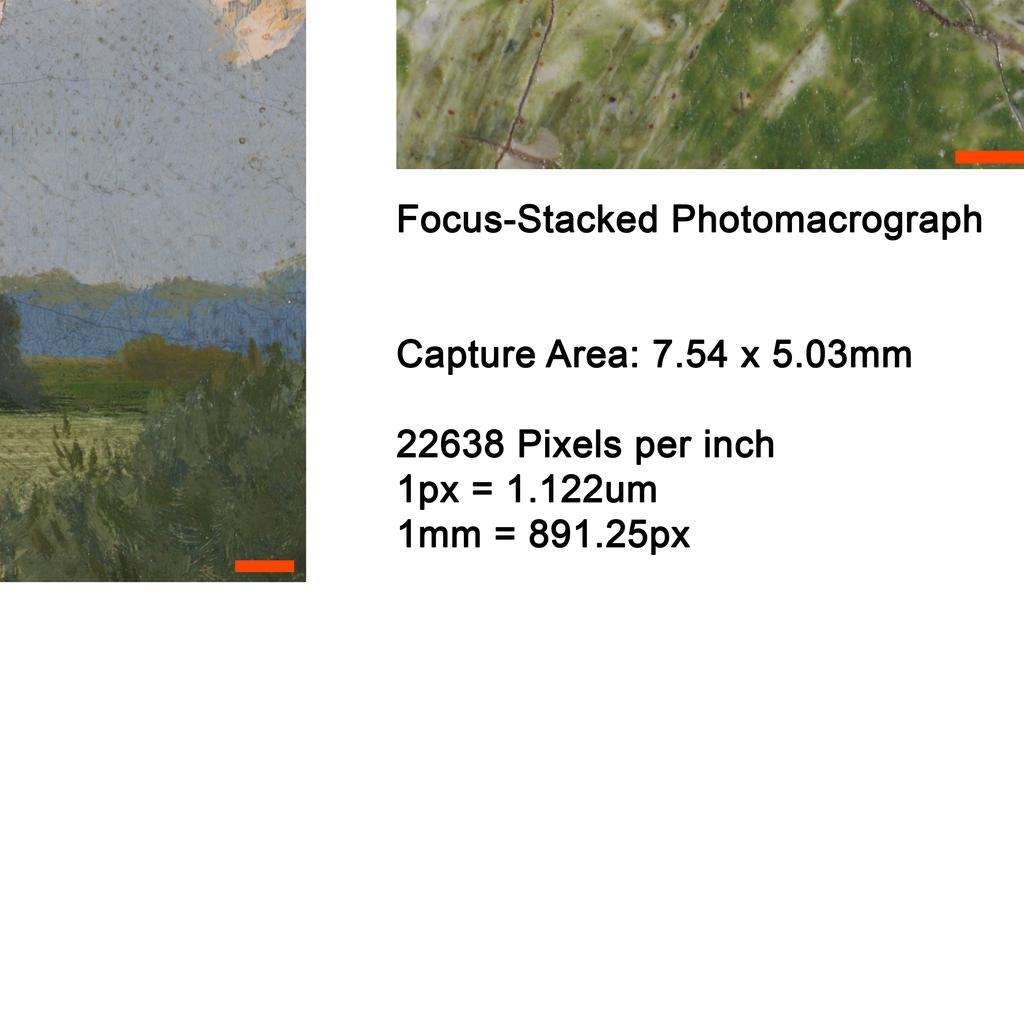 Focus-Stacked Photomacrograph
Capture Area: 7.54 x 5.03mm
22638 Pixels per inch
1px = 1.122um
1mm = 891.25px